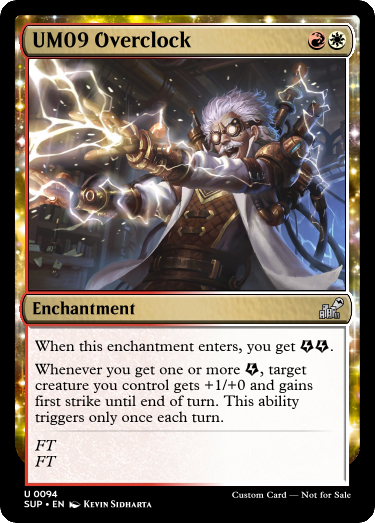 UM09 Overclock
Enchantment
When this enchantment enters, you get.
Whenever you get one or more, target
creature you control gets +1/+0 and gains
first strike until end of turn. This ability
triggers only once each turn.
FT
FT
U 0094
SUP • EN Kevin Sidharta
Custom Card — Not for Sale